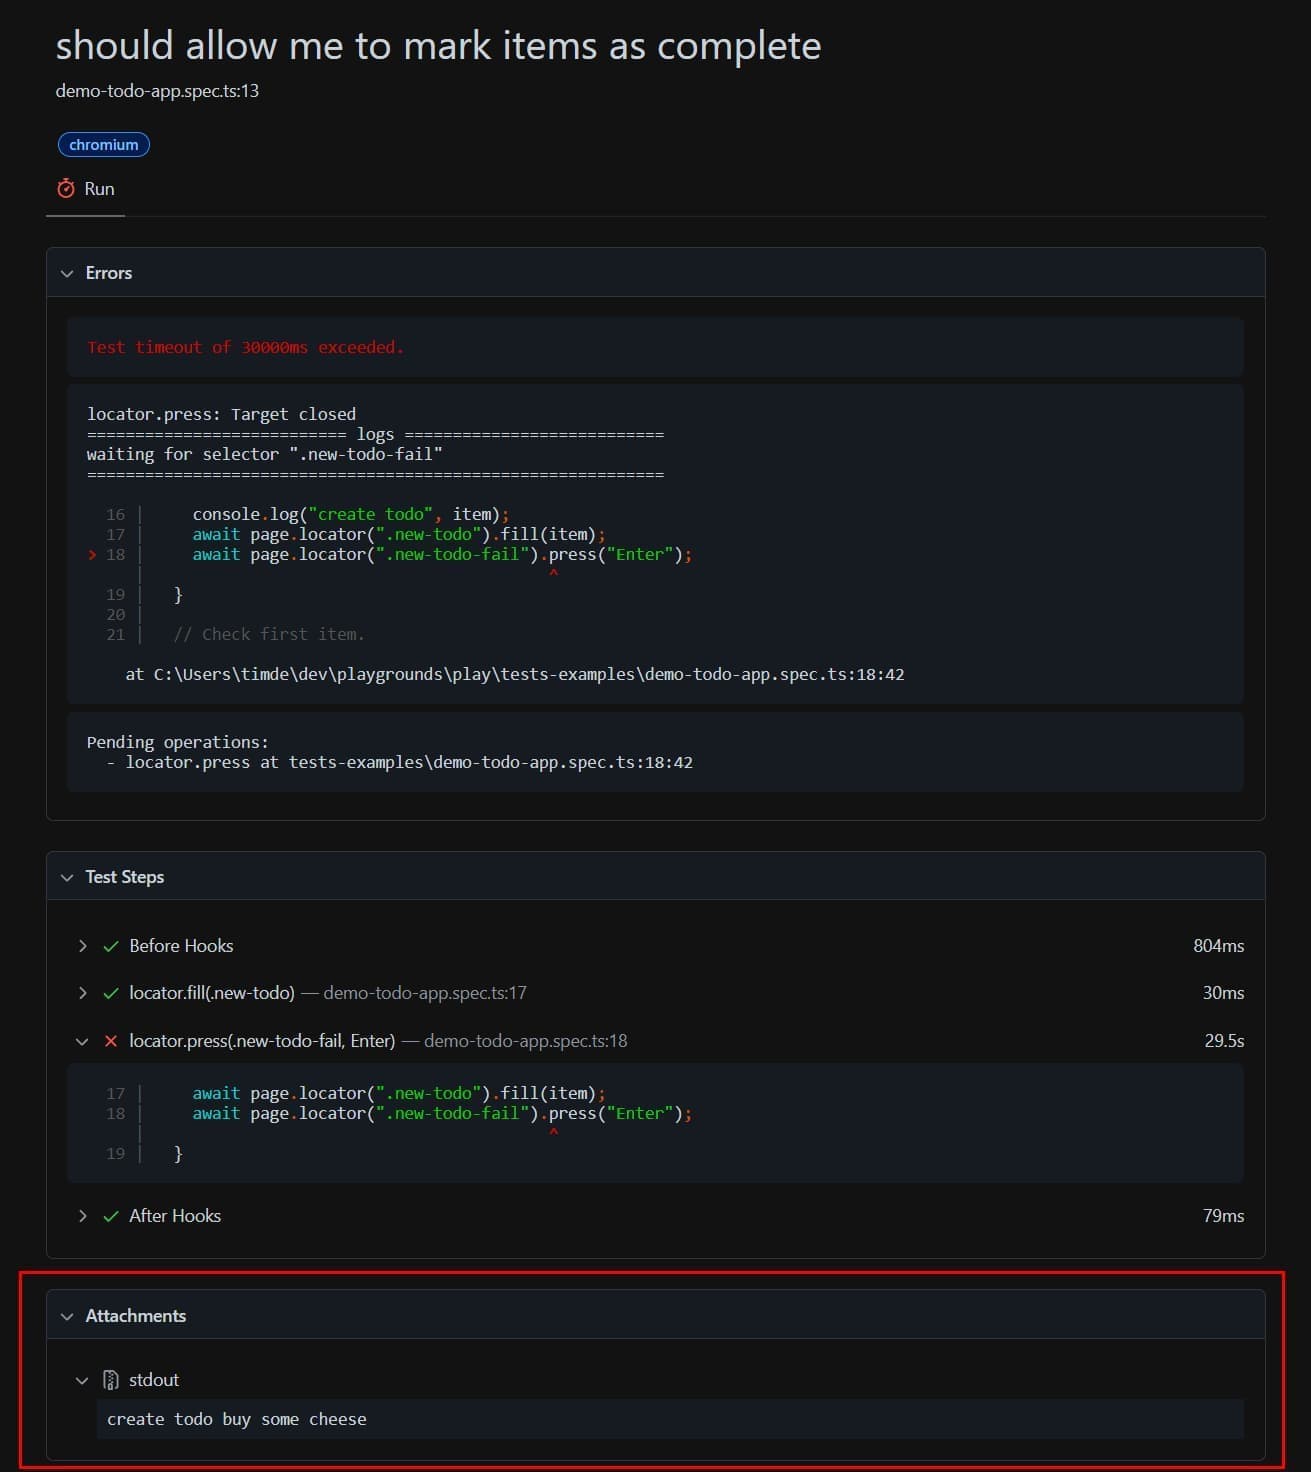 should allow me to mark items as complete
demo-todo-app.spec.ts:13
chromium
Run
Errors
Test timeout of 30000ms exceeded.
locator.press: Target closed
=========================== logs ===========================
waiting for selector ".new-todo-fail"
============================================================
16 |     console.log("create todo", item);
17 |     await page.locator(".new-todo").fill(item);
> 18 |     await page.locator(".new-todo-fail").press("Enter");
|                                          ^
19 |   }
20 |
21 |   // Check first item.
at C:\Users\timde\dev\playgrounds\play\tests-examples\demo-todo-app.spec.ts:18:42
Pending operations:
- locator.press at tests-examples\demo-todo-app.spec.ts:18:42
Test Steps
Before Hooks 804ms
locator.fill(.new-todo) — demo-todo-app.spec.ts:17 30ms
locator.press(.new-todo-fail, Enter) — demo-todo-app.spec.ts:18 29.5s
17 |     await page.locator(".new-todo").fill(item);
18 |     await page.locator(".new-todo-fail").press("Enter");
|                                          ^
19 |   }
After Hooks 79ms
Attachments
stdout
create todo buy some cheese